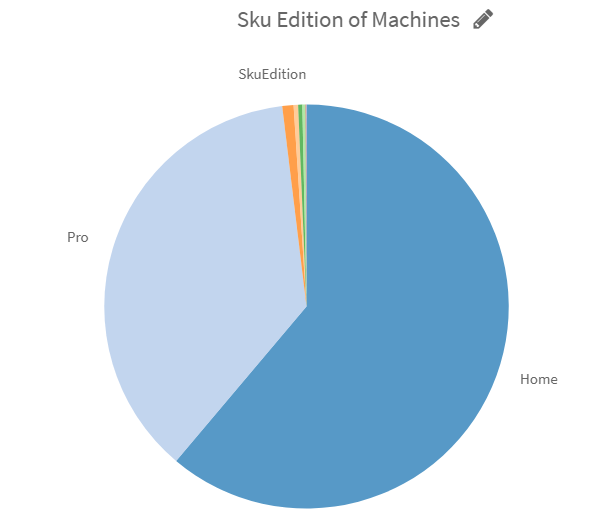 Sku Edition of Machines
SkuEdition
Pro
Home